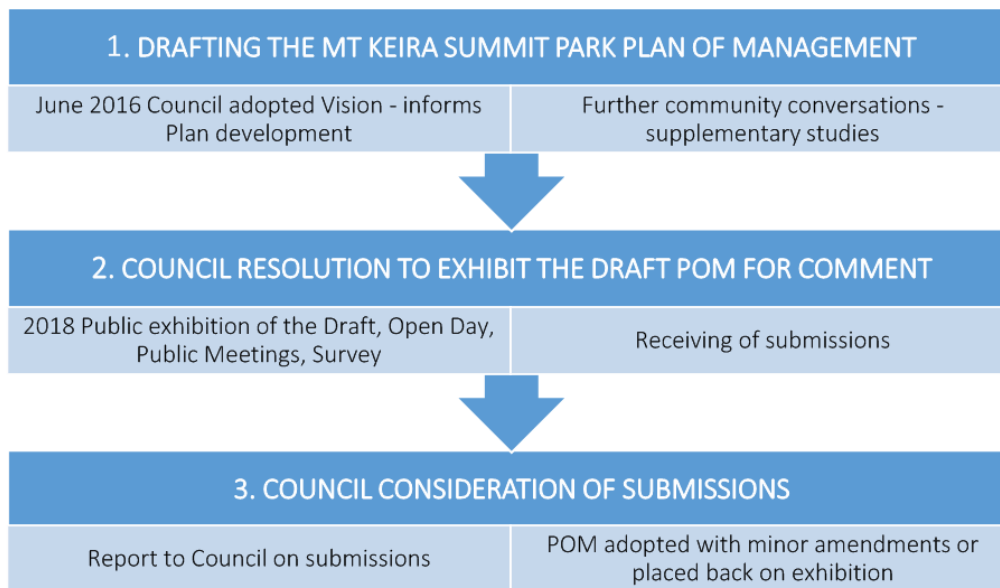 1. DRAFTING THE MT KEIRA SUMMIT PARK PLAN OF MANAGEMENT
June 2016 Council adopted Vision - informs
Plan development
Further community conversations -
supplementary studies
2. COUNCIL RESOLUTION TO EXHIBIT THE DRAFT POM FOR COMMENT
2018 Public exhibition of the Draft, Open Day,
Public Meetings, Survey
Receiving of submissions
3. COUNCIL CONSIDERATION OF SUBMISSIONS
Report to Council on submissions
POM adopted with minor amendments or
placed back on exhibition